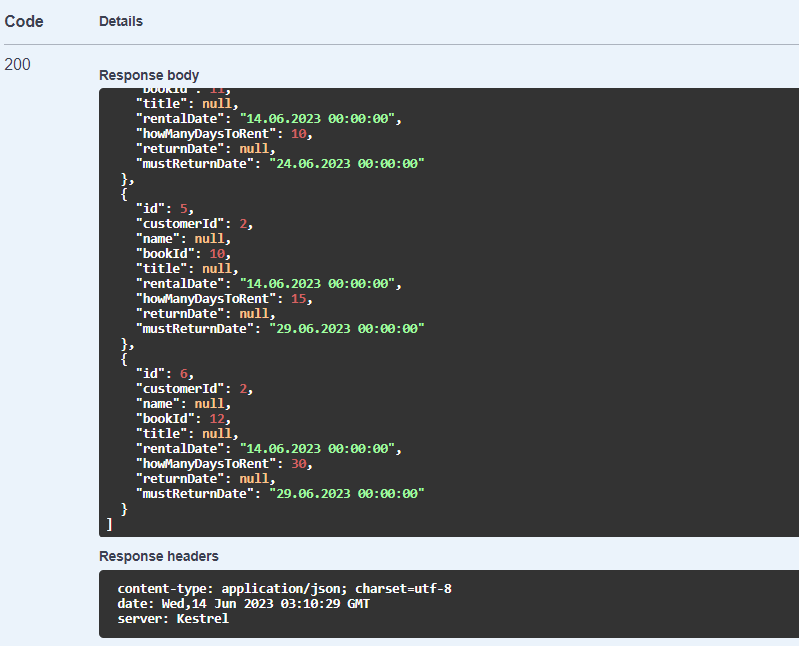 Code Details
200
Response body
"bookId": 11,
"title": null,
"rentalDate": "14.06.2023 00:00:00",
"howManyDaysToRent": 10,
"returnDate": null,
"mustReturnDate": "24.06.2023 00:00:00"
},
{
"id": 5,
"customerId": 2,
"name": null,
"bookId": 10,
"title": null,
"rentalDate": "14.06.2023 00:00:00",
"howManyDaysToRent": 15,
"returnDate": null,
"mustReturnDate": "29.06.2023 00:00:00"
},
{
"id": 6,
"customerId": 2,
"name": null,
"bookId": 12,
"title": null,
"rentalDate": "14.06.2023 00:00:00",
"howManyDaysToRent": 30,
"returnDate": null,
"mustReturnDate": "29.06.2023 00:00:00"
}
]
Response headers
content-type: application/json; charset=utf-8
date: Wed,14 Jun 2023 03:10:29 GMT
server: Kestrel